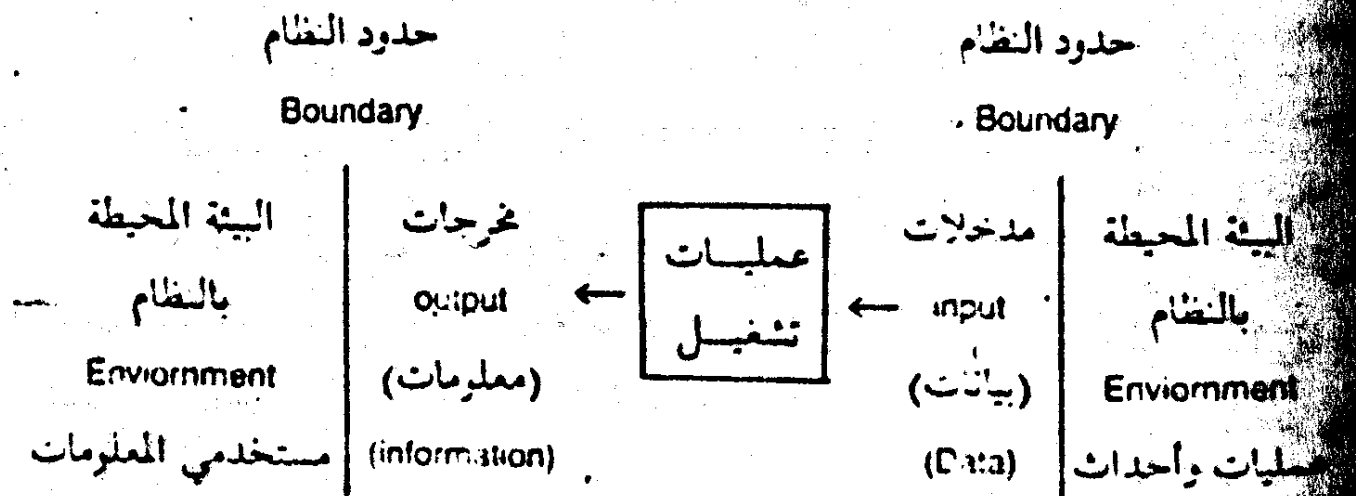 حدود النظام
Boundary
حدود النظام
Boundary
البيئة المحيطة
بالنظام
Enviornment
عمليات وأحداث
مدخلات
input
(بيانات)
(Data)
←
عمليات
تشغيل
←
مخرجات
output
(معلومات)
(information)
البيئة المحيطة
بالنظام
Enviornment
مستخدمي المعلومات